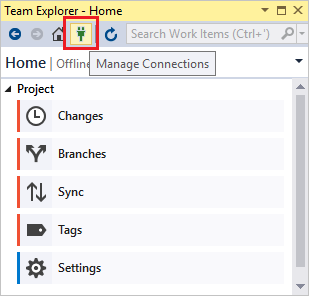 Team Explorer - Home
Search Work Items (Ctrl+')
Home | Offline
Manage Connections
Project
Changes
Branches
Sync
Tags
Settings